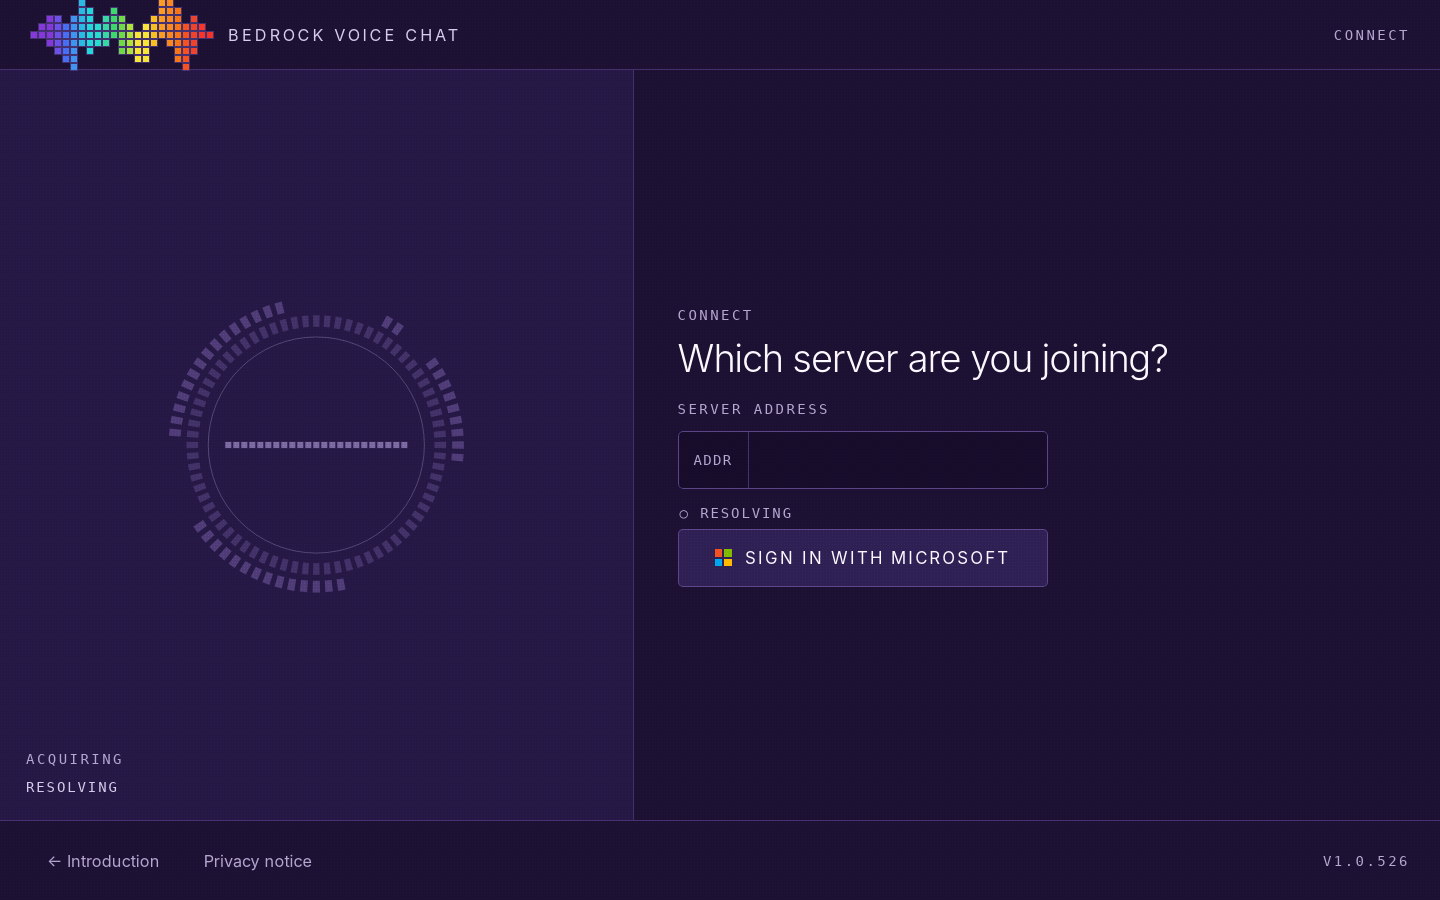 BEDROCK VOICE CHAT
CONNECT
CONNECT
Which server are you joining?
SERVER ADDRESS
ADDR
RESOLVING
SIGN IN WITH MICROSOFT
ACQUIRING
RESOLVING
← Introduction
Privacy notice
V1.0.526